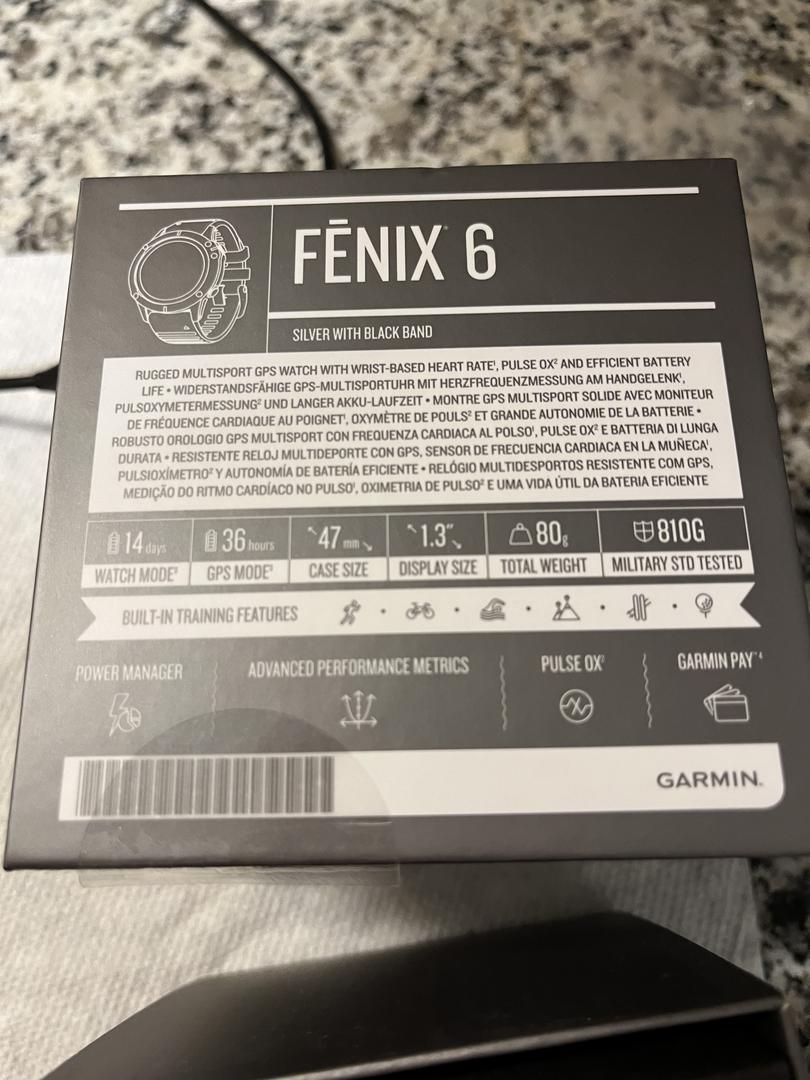 FĒNIX® 6
SILVER WITH BLACK BAND
RUGGED MULTISPORT GPS WATCH WITH WRIST-BASED HEART RATE¹, PULSE OX² AND EFFICIENT BATTERY
LIFE • WIDERSTANDSFÄHIGE GPS-MULTISPORTUHR MIT HERZFREQUENZMESSUNG AM HANDGELENK¹,
PULSOXYMETERMESSUNG² UND LANGER AKKU-LAUFZEIT • MONTRE GPS MULTISPORT SOLIDE AVEC MONITEUR
DE FRÉQUENCE CARDIAQUE AU POIGNET¹, OXYMÈTRE DE POULS² ET GRANDE AUTONOMIE DE LA BATTERIE •
ROBUSTO OROLOGIO GPS MULTISPORT CON FREQUENZA CARDIACA AL POLSO¹, PULSE OX² E BATTERIA DI LUNGA
DURATA • RESISTENTE RELOJ MULTIDEPORTE CON GPS, SENSOR DE FRECUENCIA CARDIACA EN LA MUÑECA¹,
PULSIOXÍMETRO² Y AUTONOMÍA DE BATERÍA EFICIENTE • RELÓGIO MULTIDESPORTOS RESISTENTE COM GPS,
MEDIÇÃO DO RITMO CARDÍACO NO PULSO¹, OXIMETRIA DE PULSO² E UMA VIDA ÚTIL DA BATERIA EFICIENTE
14 days 36 hours 47 mm 1.3″ 80g 810G
WATCH MODE³ GPS MODE³ CASE SIZE DISPLAY SIZE TOTAL WEIGHT MILITARY STD TESTED
BUILT-IN TRAINING FEATURES
POWER MANAGER ADVANCED PERFORMANCE METRICS PULSE OX² GARMIN PAY™⁴
GARMIN.